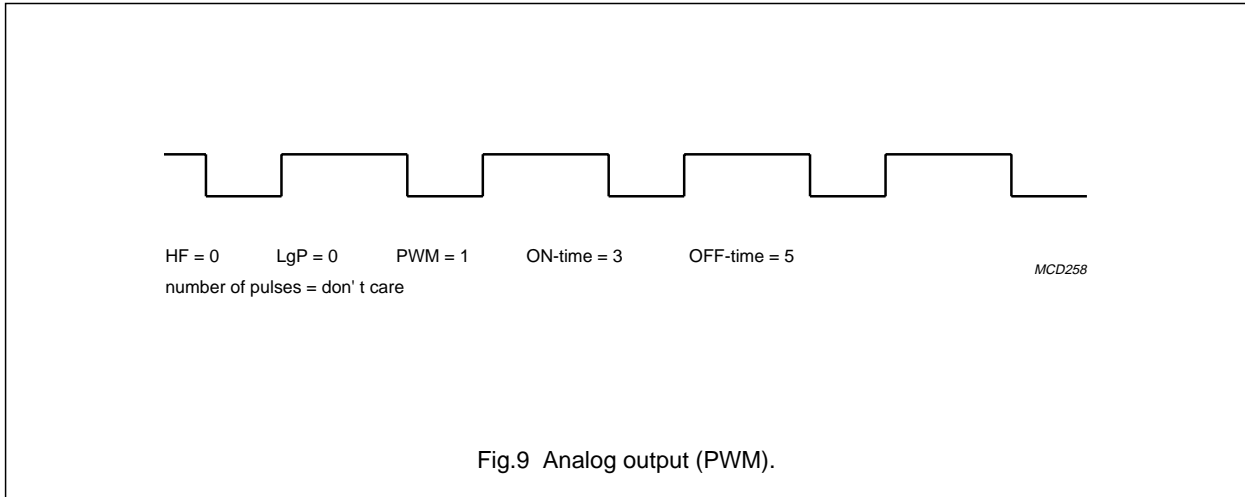 HF = 0 LgP = 0 PWM = 1 ON-time = 3 OFF-time = 5
MCD258
number of pulses = don' t care
Fig.9 Analog output (PWM).